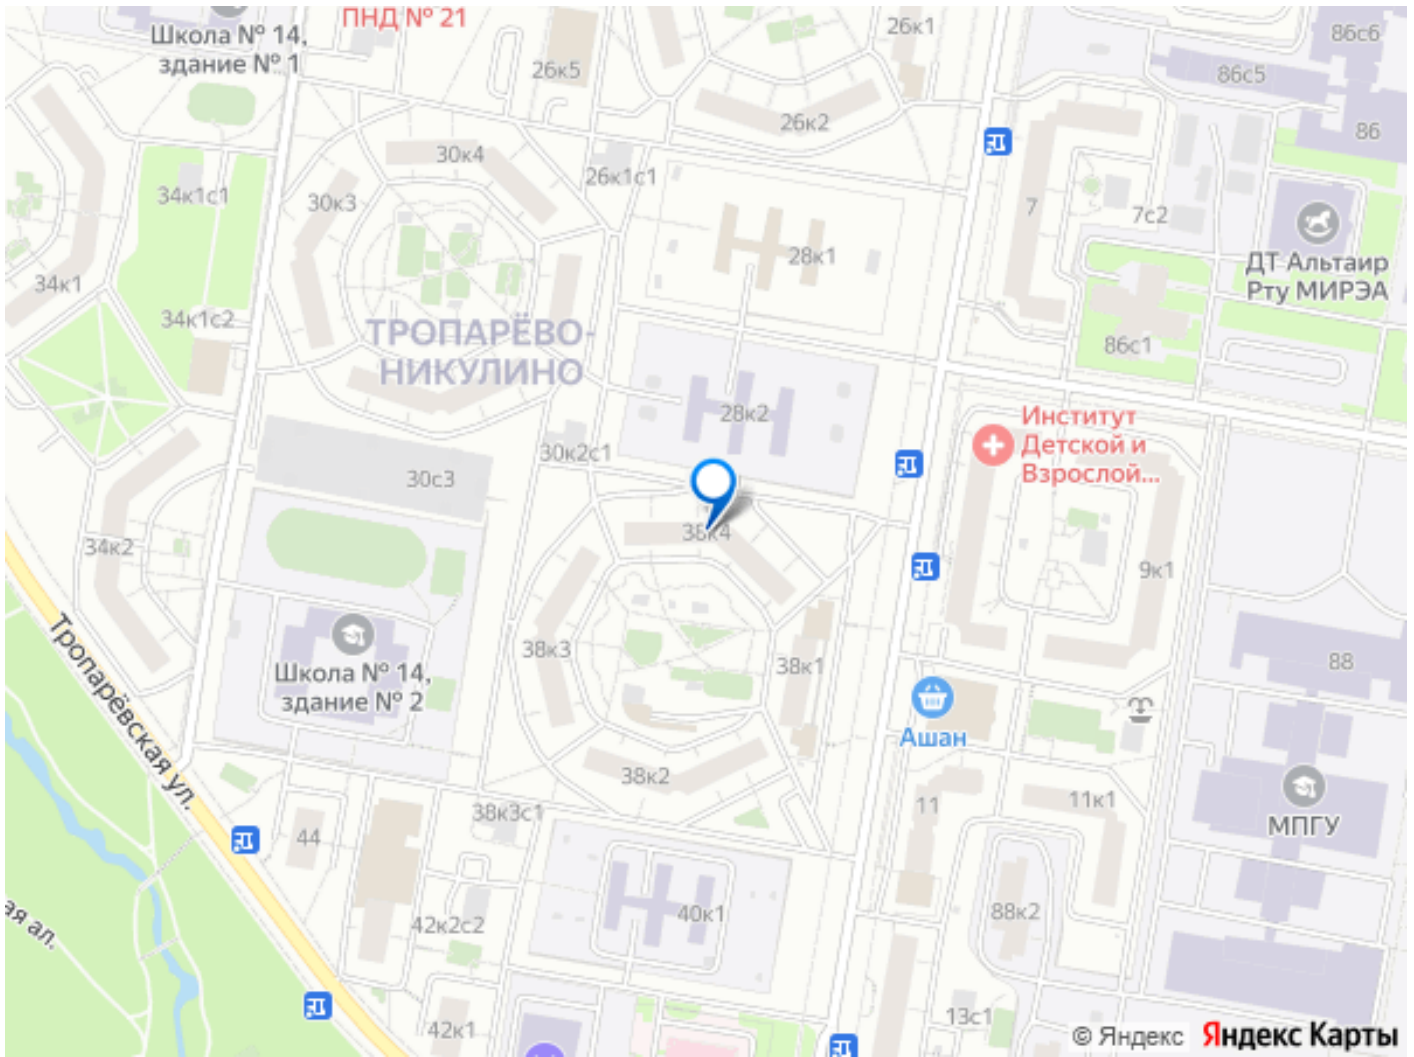 ПНД № 21
Школа № 14,
здание № 1
26к5
26к1
26к2
86с6
86с5
86
30к4
26к1с1
34к1с1
30к3
7
7с2
28к1
ДТ Альтаир
Рту МИРЭА
34к1
34к1с2
ТРОПАРЁВО-
НИКУЛИНО
86с1
28к2
Институт
Детской и
Взрослой...
30к2с1
30с3
38к4
34к2
9к1
Тропарёвская ул.
38к3
38к1
Школа № 14,
здание № 2
88
Ашан
38к2
11
11к1
38к3с1
44
МПГУ
40к1
88к2
42к2с2
ая ал.
42к1
13с1
© Яндекс Яндекс Карты